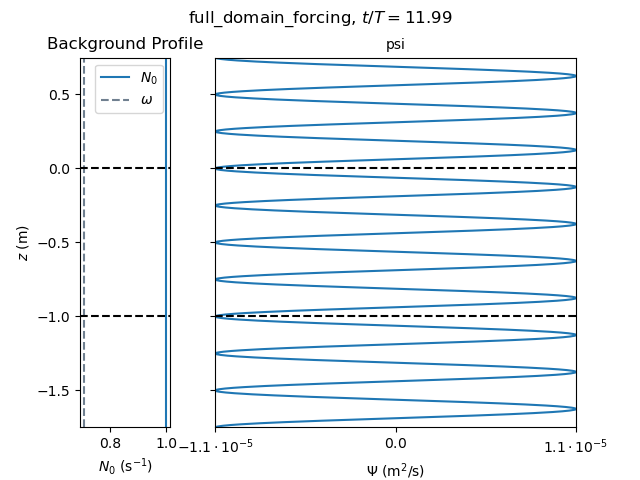 full_domain_forcing, t/T = 11.99
Background Profile
psi
N₀
ω
0.5
0.0
−0.5
−1.0
−1.5
z (m)
0.8
1.0
−1.1 · 10⁻⁵
0.0
1.1 · 10⁻⁵
N₀ (s⁻¹)
Ψ (m²/s)